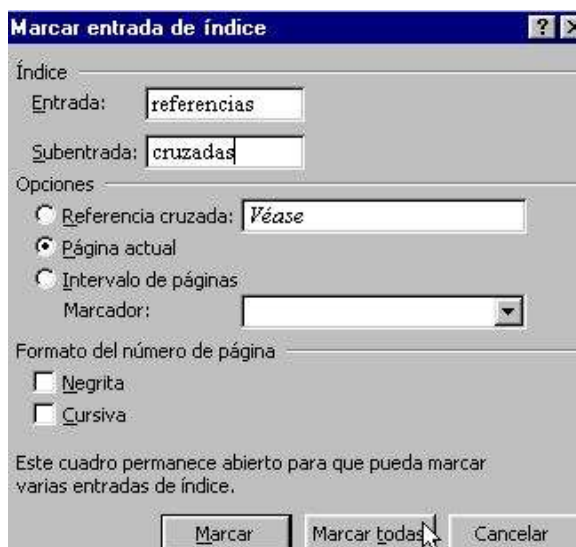 Marcar entrada de índice
Índice
Entrada: referencias
Subentrada: cruzadas
Opciones
Referencia cruzada: Véase
Página actual
Intervalo de páginas
Marcador:
Formato del número de página
Negrita
Cursiva
Este cuadro permanece abierto para que pueda marcar
varias entradas de índice.
Marcar Marcar todas Cancelar